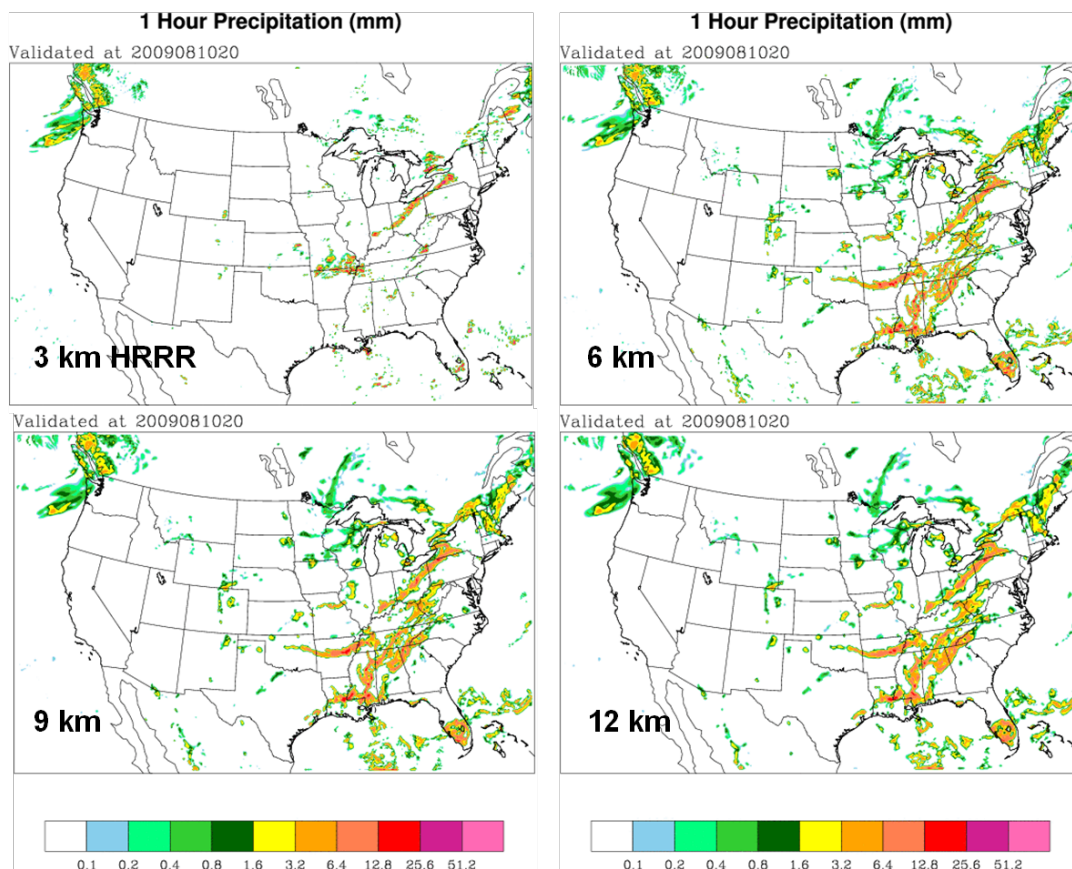 1 Hour Precipitation (mm)
Validated at 2009081020
3 km HRRR
1 Hour Precipitation (mm)
Validated at 2009081020
6 km
Validated at 2009081020
9 km
Validated at 2009081020
12 km
0.1 0.2 0.4 0.8 1.6 3.2 6.4 12.8 25.6 51.2
0.1 0.2 0.4 0.8 1.6 3.2 6.4 12.8 25.6 51.2